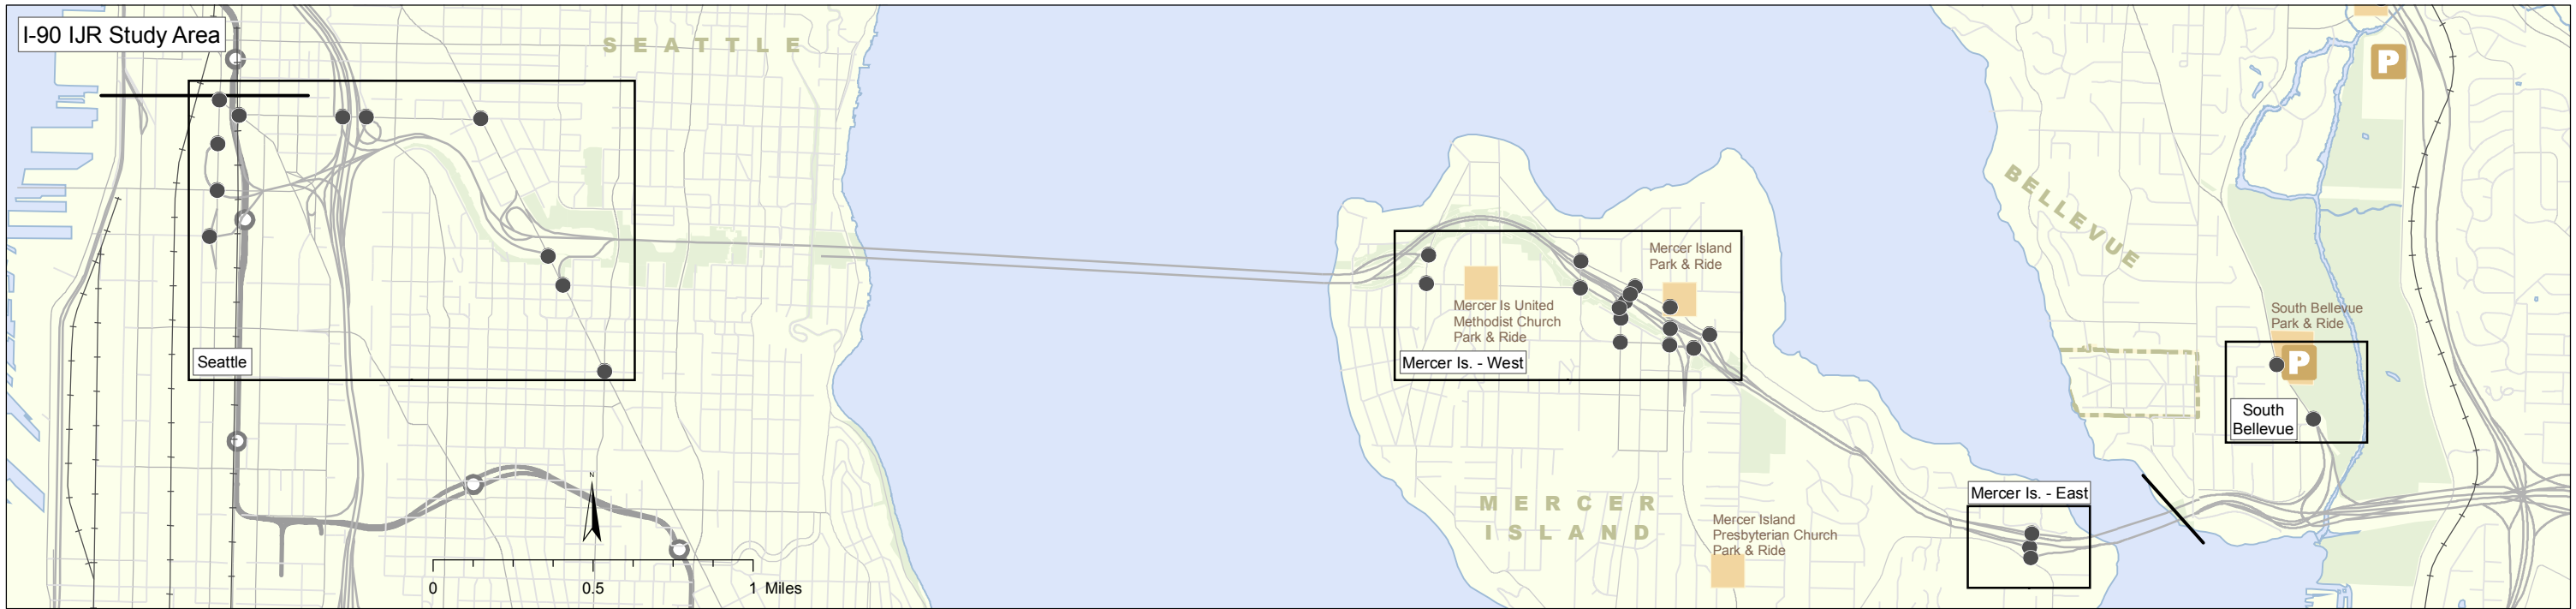 I-90 IJR Study Area
SEATTLE
P
BELLEVUE
Mercer Island
Park & Ride
Mercer Is United
Methodist Church
Park & Ride
South Bellevue
Park & Ride
P
Seattle
Mercer Is. - West
South
Bellevue
N
Mercer Is. - East
MERCER
ISLAND
Mercer Island
Presbyterian Church
Park & Ride
0
0.5
1 Miles